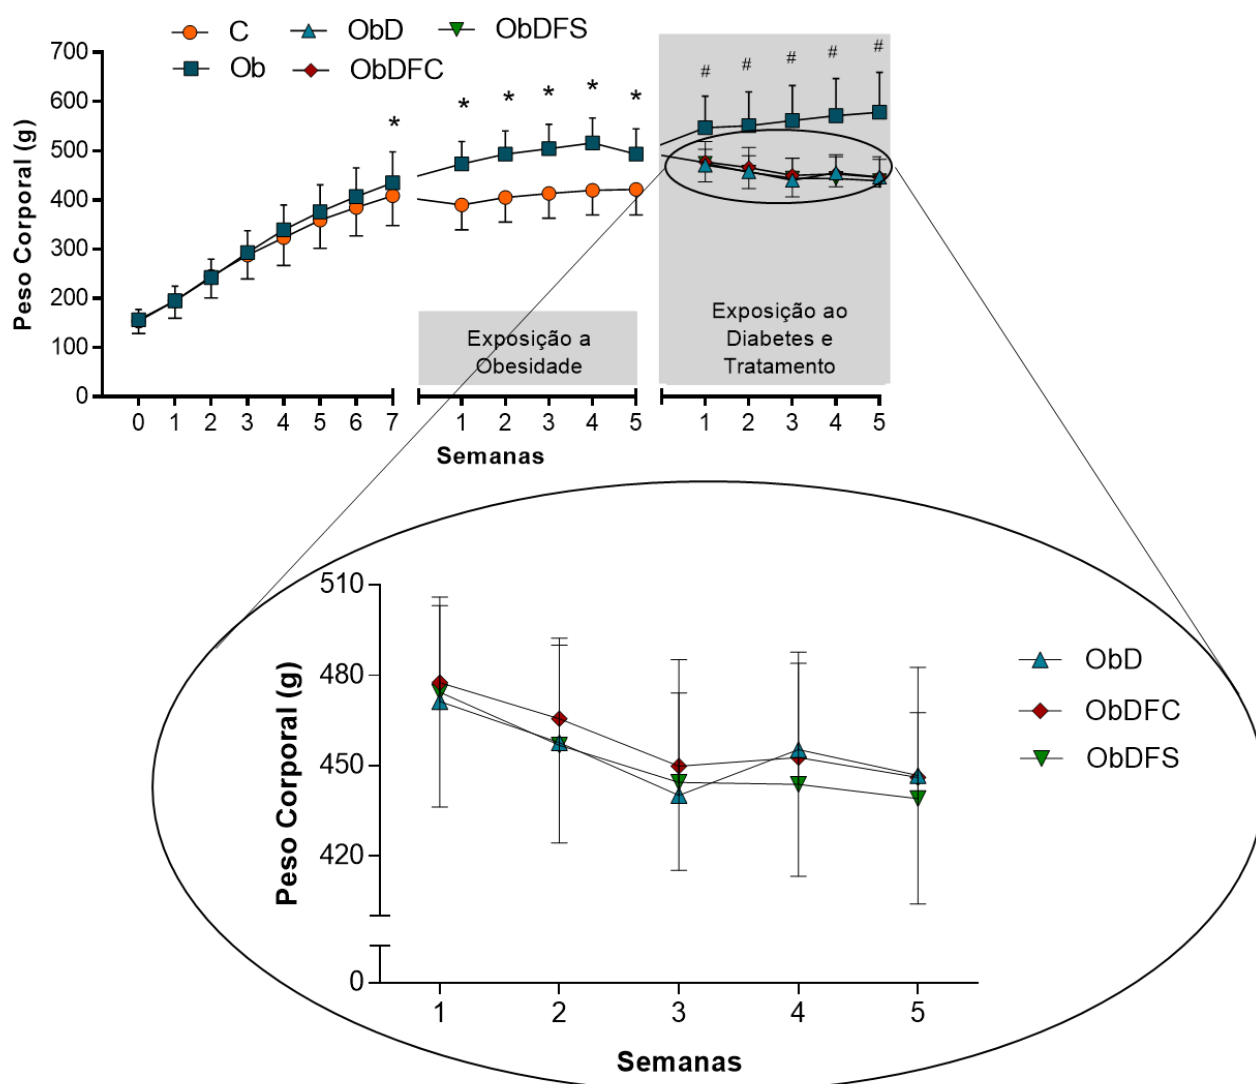 C ObD ObDFS
Ob ObDFC
Peso Corporal (g)
700
600
500
400
300
200
100
0
* * * * * *
# # # # #
Exposição a
Obesidade
Exposição ao
Diabetes e
Tratamento
0 1 2 3 4 5 6 7 1 2 3 4 5 1 2 3 4 5
Semanas
Peso Corporal (g)
510
480
450
420
0
ObD
ObDFC
ObDFS
1 2 3 4 5
Semanas